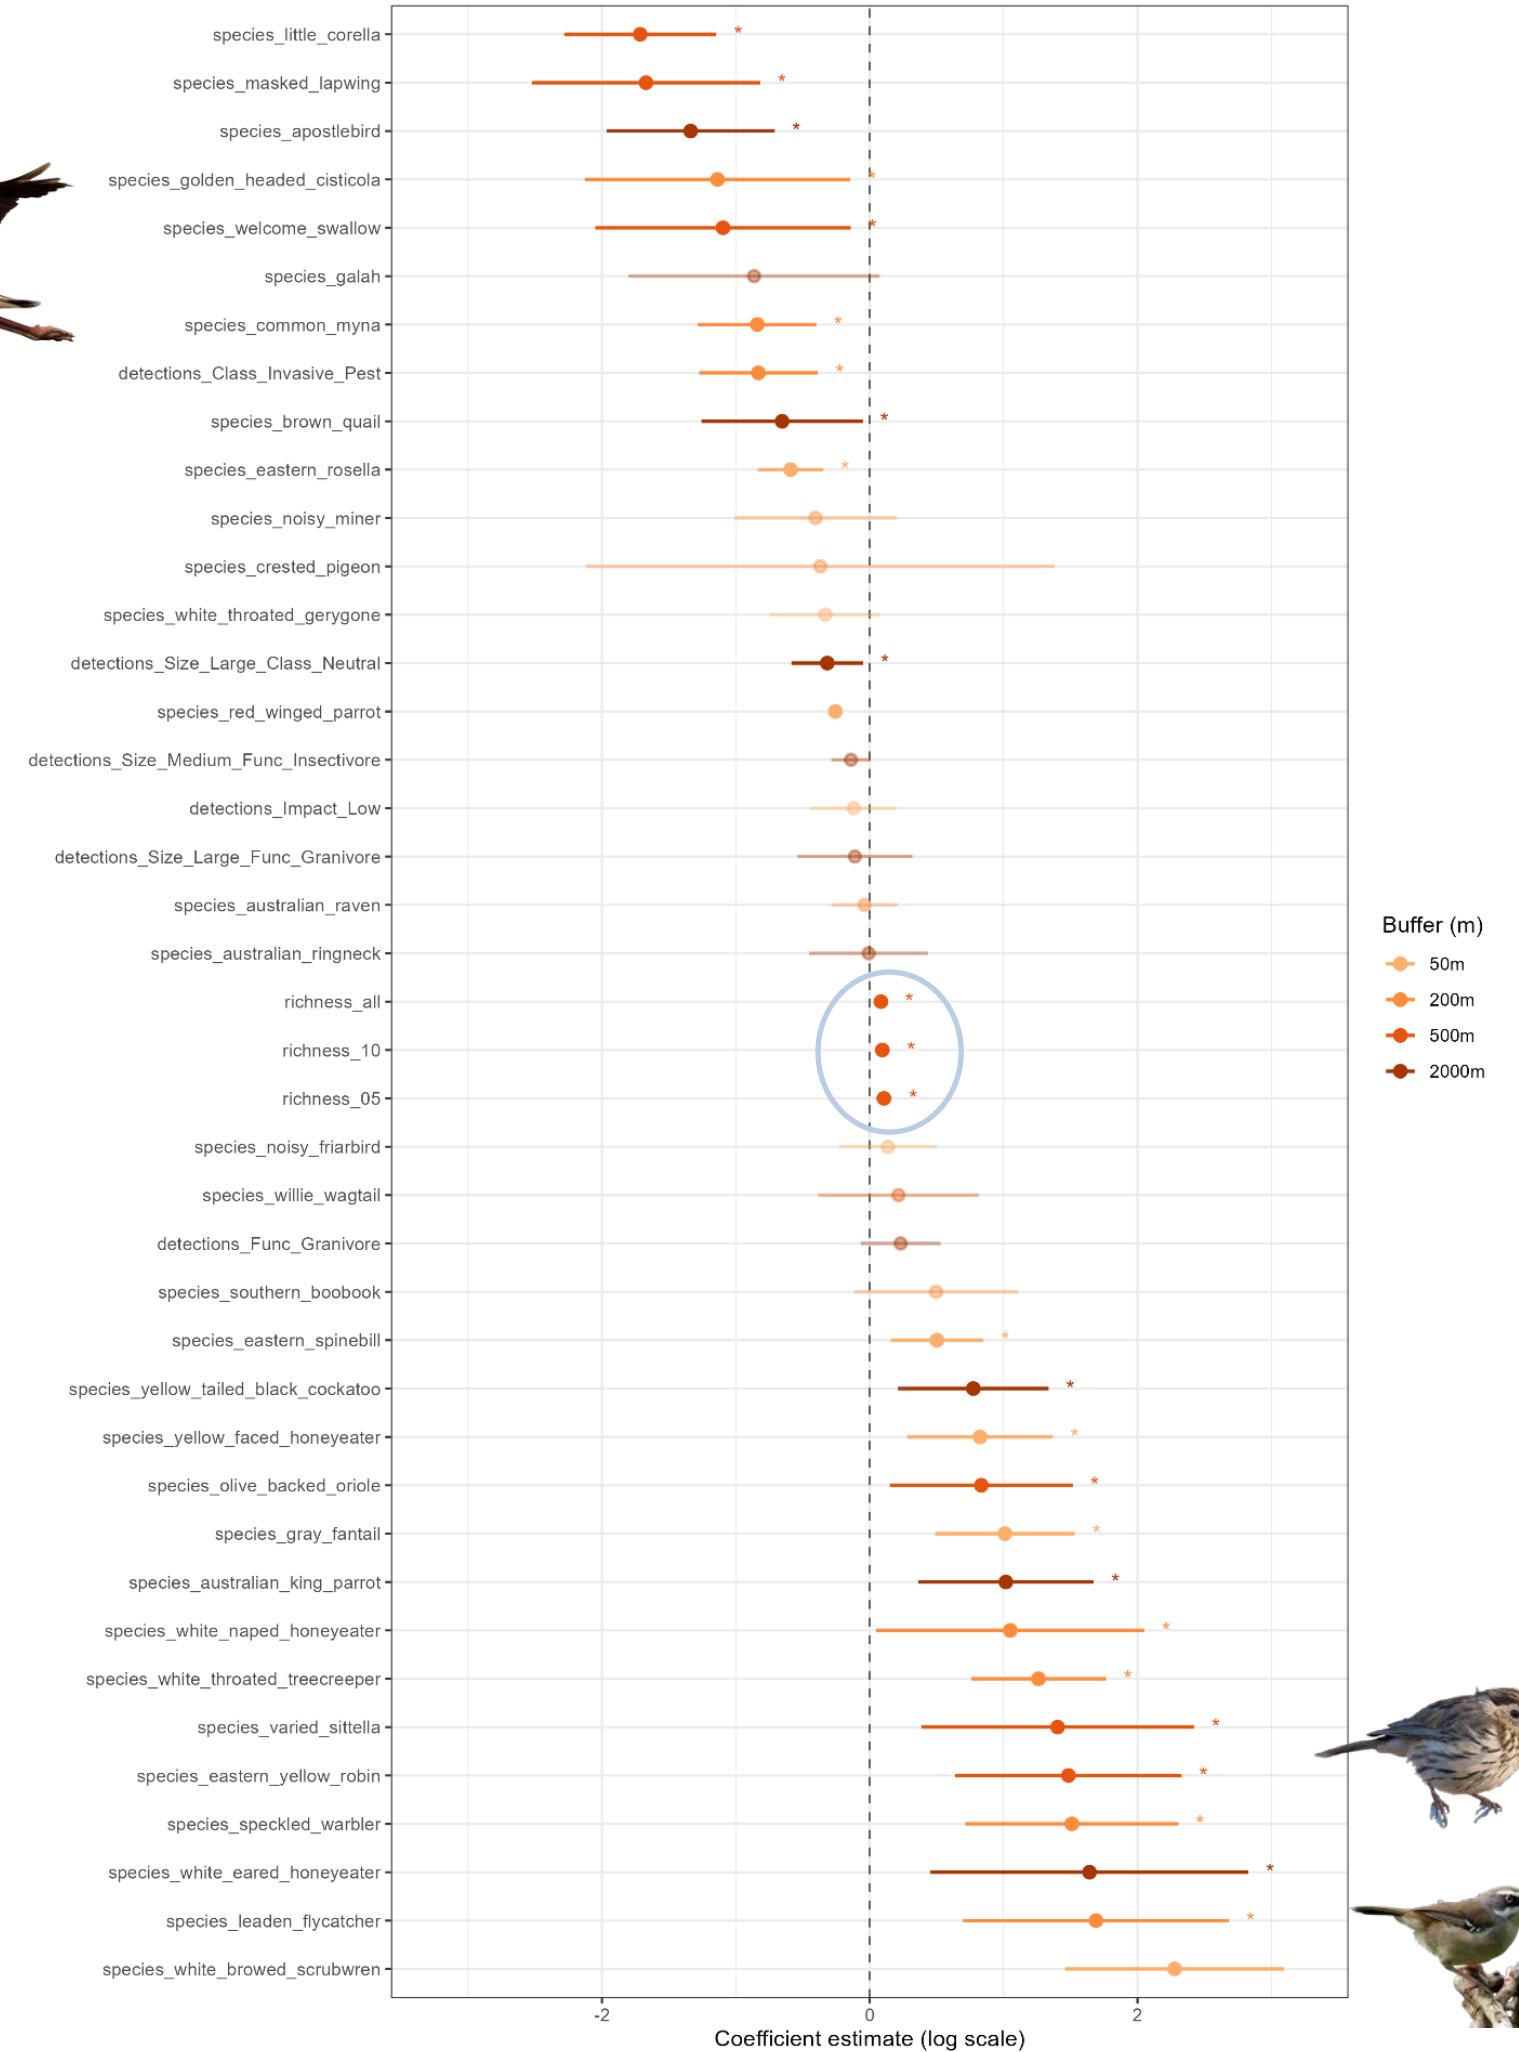 species_little_corella
*
species_masked_lapwing
*
species_apostlebird
*
species_golden_headed_cisticola
*
species_welcome_swallow
*
species_galah
species_common_myna
*
detections_Class_Invasive_Pest
*
species_brown_quail
*
species_eastern_rosella
*
species_noisy_miner
species_crested_pigeon
species_white_throated_gerygone
detections_Size_Large_Class_Neutral
*
species_red_winged_parrot
detections_Size_Medium_Func_Insectivore
detections_Impact_Low
detections_Size_Large_Func_Granivore
species_australian_raven
species_australian_ringneck
richness_all
*
richness_10
*
richness_05
*
species_noisy_friarbird
species_willie_wagtail
detections_Func_Granivore
species_southern_boobook
species_eastern_spinebill
*
species_yellow_tailed_black_cockatoo
*
species_yellow_faced_honeyeater
*
species_olive_backed_oriole
*
species_gray_fantail
*
species_australian_king_parrot
*
species_white_naped_honeyeater
*
species_white_throated_treecreeper
*
species_varied_sittella
*
species_eastern_yellow_robin
*
species_speckled_warbler
*
species_white_eared_honeyeater
*
species_leaden_flycatcher
*
species_white_browed_scrubwren
-2
0
2
Coefficient estimate (log scale)
Buffer (m)
50m
200m
500m
2000m